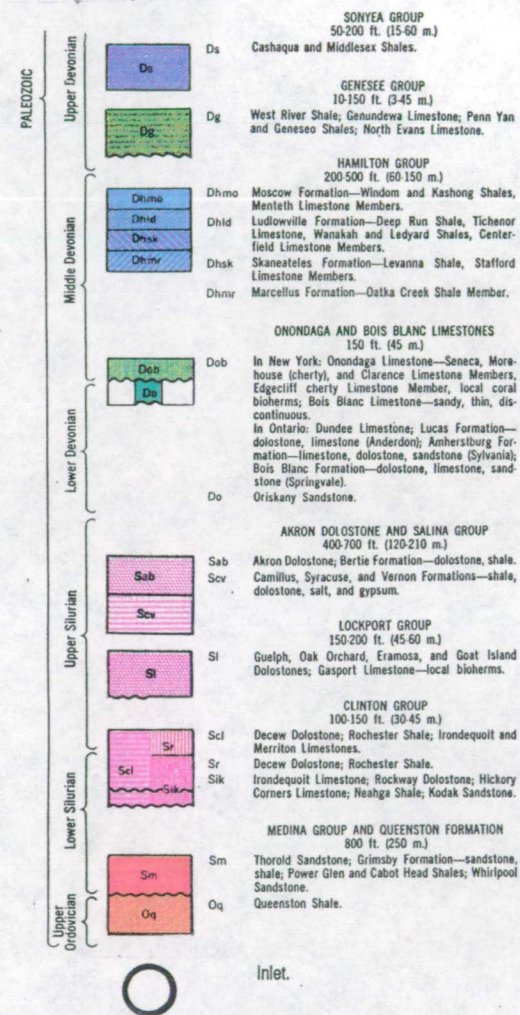 PALEOZOIC
Upper Devonian
SONYEA GROUP
50-200 ft. (15-60 m.)
Ds
Ds
Cashaqua and Middlesex Shales.
GENESEE GROUP
10-150 ft. (3-45 m.)
Dg
Dg
West River Shale; Genundewa Limestone; Penn Yan
and Geneseo Shales; North Evans Limestone.
Middle Devonian
HAMILTON GROUP
200-500 ft. (60-150 m.)
Dhmo
Dhld
Dhsk
Dhmr
Dhmo
Moscow Formation—Windom and Kashong Shales,
Menteth Limestone Members.
Dhld
Ludlowville Formation—Deep Run Shale, Tichenor
Limestone, Wanakah and Ledyard Shales, Center-
field Limestone Members.
Dhsk
Skaneateles Formation—Levanna Shale, Stafford
Limestone Members.
Dhmr
Marcellus Formation—Oatka Creek Shale Member.
ONONDAGA AND BOIS BLANC LIMESTONES
150 ft. (45 m.)
Dob
Do
Dob
In New York: Onondaga Limestone—Seneca, More-
house (cherty), and Clarence Limestone Members,
Edgecliff cherty Limestone Member, local coral
bioherms; Bois Blanc Limestone—sandy, thin, dis-
continuous.
In Ontario: Dundee Limestone; Lucas Formation—
dolostone, limestone (Anderdon); Amherstburg For-
mation—limestone, dolostone, sandstone (Sylvania);
Bois Blanc Formation—dolostone, limestone, sand-
stone (Springvale).
Lower Devonian
Do
Oriskany Sandstone.
Upper Silurian
AKRON DOLOSTONE AND SALINA GROUP
400-700 ft. (120-210 m.)
Sab
Scv
Sab
Akron Dolostone; Bertie Formation—dolostone, shale.
Scv
Camillus, Syracuse, and Vernon Formations—shale,
dolostone, salt, and gypsum.
LOCKPORT GROUP
150-200 ft. (45-60 m.)
Sl
Sl
Guelph, Oak Orchard, Eramosa, and Goat Island
Dolostones; Gasport Limestone—local bioherms.
CLINTON GROUP
100-150 ft. (30-45 m.)
Scl
Sr
Sik
Scl
Decew Dolostone; Rochester Shale; Irondequoit and
Merriton Limestones.
Sr
Decew Dolostone; Rochester Shale.
Sik
Irondequoit Limestone; Rockway Dolostone; Hickory
Corners Limestone; Neahga Shale; Kodak Sandstone.
Lower Silurian
MEDINA GROUP AND QUEENSTON FORMATION
800 ft. (250 m.)
Sm
Sm
Thorold Sandstone; Grimsby Formation—sandstone,
shale; Power Glen and Cabot Head Shales; Whirlpool
Sandstone.
Upper
Ordovician
Oq
Oq
Queenston Shale.
Inlet.